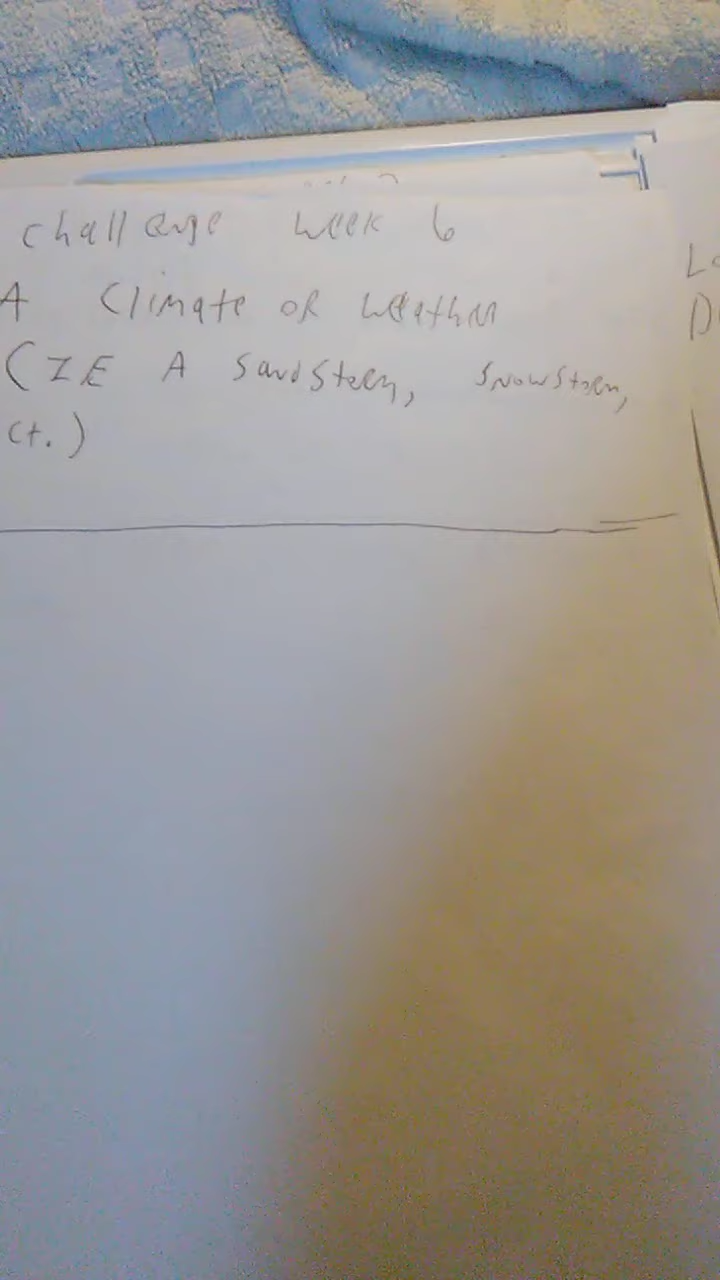 challenge week 6
A Climate or Weather
(IE A Sandstorm, Snowstorm,
ct.)